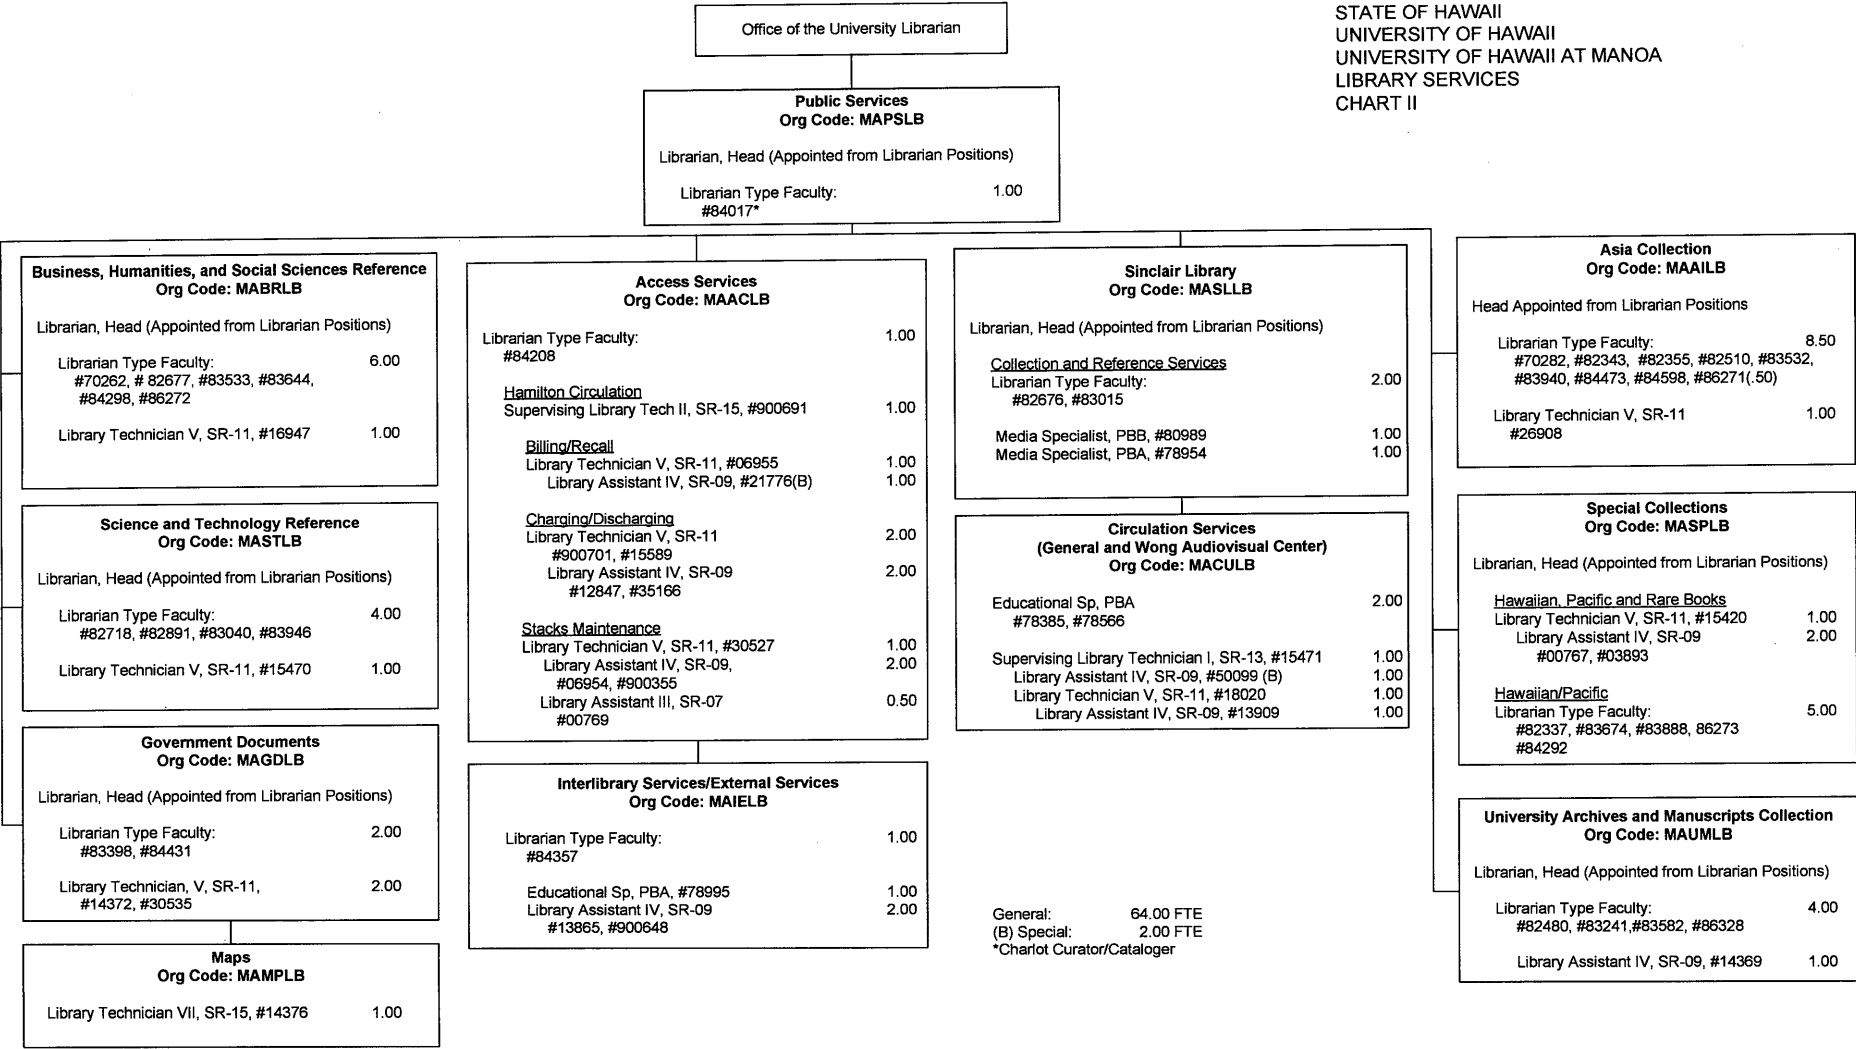 STATE OF HAWAII
UNIVERSITY OF HAWAII
UNIVERSITY OF HAWAII AT MANOA
LIBRARY SERVICES
CHART II
Office of the University Librarian
Public Services
Org Code: MAPSLB
Librarian, Head (Appointed from Librarian Positions)
Librarian Type Faculty: 1.00
#84017*
Business, Humanities, and Social Sciences Reference
Org Code: MABRLB
Librarian, Head (Appointed from Librarian Positions)
Librarian Type Faculty: 6.00
#70262, # 82677, #83533, #83644,
#84298, #86272
Library Technician V, SR-11, #16947 1.00
Science and Technology Reference
Org Code: MASTLB
Librarian, Head (Appointed from Librarian Positions)
Librarian Type Faculty: 4.00
#82718, #82891, #83040, #83946
Library Technician V, SR-11, #15470 1.00
Government Documents
Org Code: MAGDLB
Librarian, Head (Appointed from Librarian Positions)
Librarian Type Faculty: 2.00
#83398, #84431
Library Technician, V, SR-11, 2.00
#14372, #30535
Maps
Org Code: MAMPLB
Library Technician VII, SR-15, #14376 1.00
Access Services
Org Code: MAACLB
Librarian Type Faculty: 1.00
#84208
Hamilton Circulation
Supervising Library Tech II, SR-15, #900691 1.00
Billing/Recall
Library Technician V, SR-11, #06955 1.00
Library Assistant IV, SR-09, #21776(B) 1.00
Charging/Discharging
Library Technician V, SR-11 2.00
#900701, #15589
Library Assistant IV, SR-09 2.00
#12847, #35166
Stacks Maintenance
Library Technician V, SR-11, #30527 1.00
Library Assistant IV, SR-09, 2.00
#06954, #900355
Library Assistant III, SR-07 0.50
#00769
Interlibrary Services/External Services
Org Code: MAIELB
Librarian Type Faculty: 1.00
#84357
Educational Sp, PBA, #78995 1.00
Library Assistant IV, SR-09 2.00
#13865, #900648
Sinclair Library
Org Code: MASLLB
Librarian, Head (Appointed from Librarian Positions)
Collection and Reference Services
Librarian Type Faculty: 2.00
#82676, #83015
Media Specialist, PBB, #80989 1.00
Media Specialist, PBA, #78954 1.00
Circulation Services
(General and Wong Audiovisual Center)
Org Code: MACULB
Educational Sp, PBA 2.00
#78385, #78566
Supervising Library Technician I, SR-13, #15471 1.00
Library Assistant IV, SR-09, #50099 (B) 1.00
Library Technician V, SR-11, #18020 1.00
Library Assistant IV, SR-09, #13909 1.00
General: 64.00 FTE
(B) Special: 2.00 FTE
*Charlot Curator/Cataloger
Asia Collection
Org Code: MAAILB
Head Appointed from Librarian Positions
Librarian Type Faculty: 8.50
#70282, #82343, #82355, #82510, #83532,
#83940, #84473, #84598, #86271(.50)
Library Technician V, SR-11 1.00
#26908
Special Collections
Org Code: MASPLB
Librarian, Head (Appointed from Librarian Positions)
Hawaiian, Pacific and Rare Books
Library Technician V, SR-11, #15420 1.00
Library Assistant IV, SR-09 2.00
#00767, #03893
Hawaiian/Pacific
Librarian Type Faculty: 5.00
#82337, #83674, #83888, 86273
#84292
University Archives and Manuscripts Collection
Org Code: MAUMLB
Librarian, Head (Appointed from Librarian Positions)
Librarian Type Faculty: 4.00
#82480, #83241,#83582, #86328
Library Assistant IV, SR-09, #14369 1.00